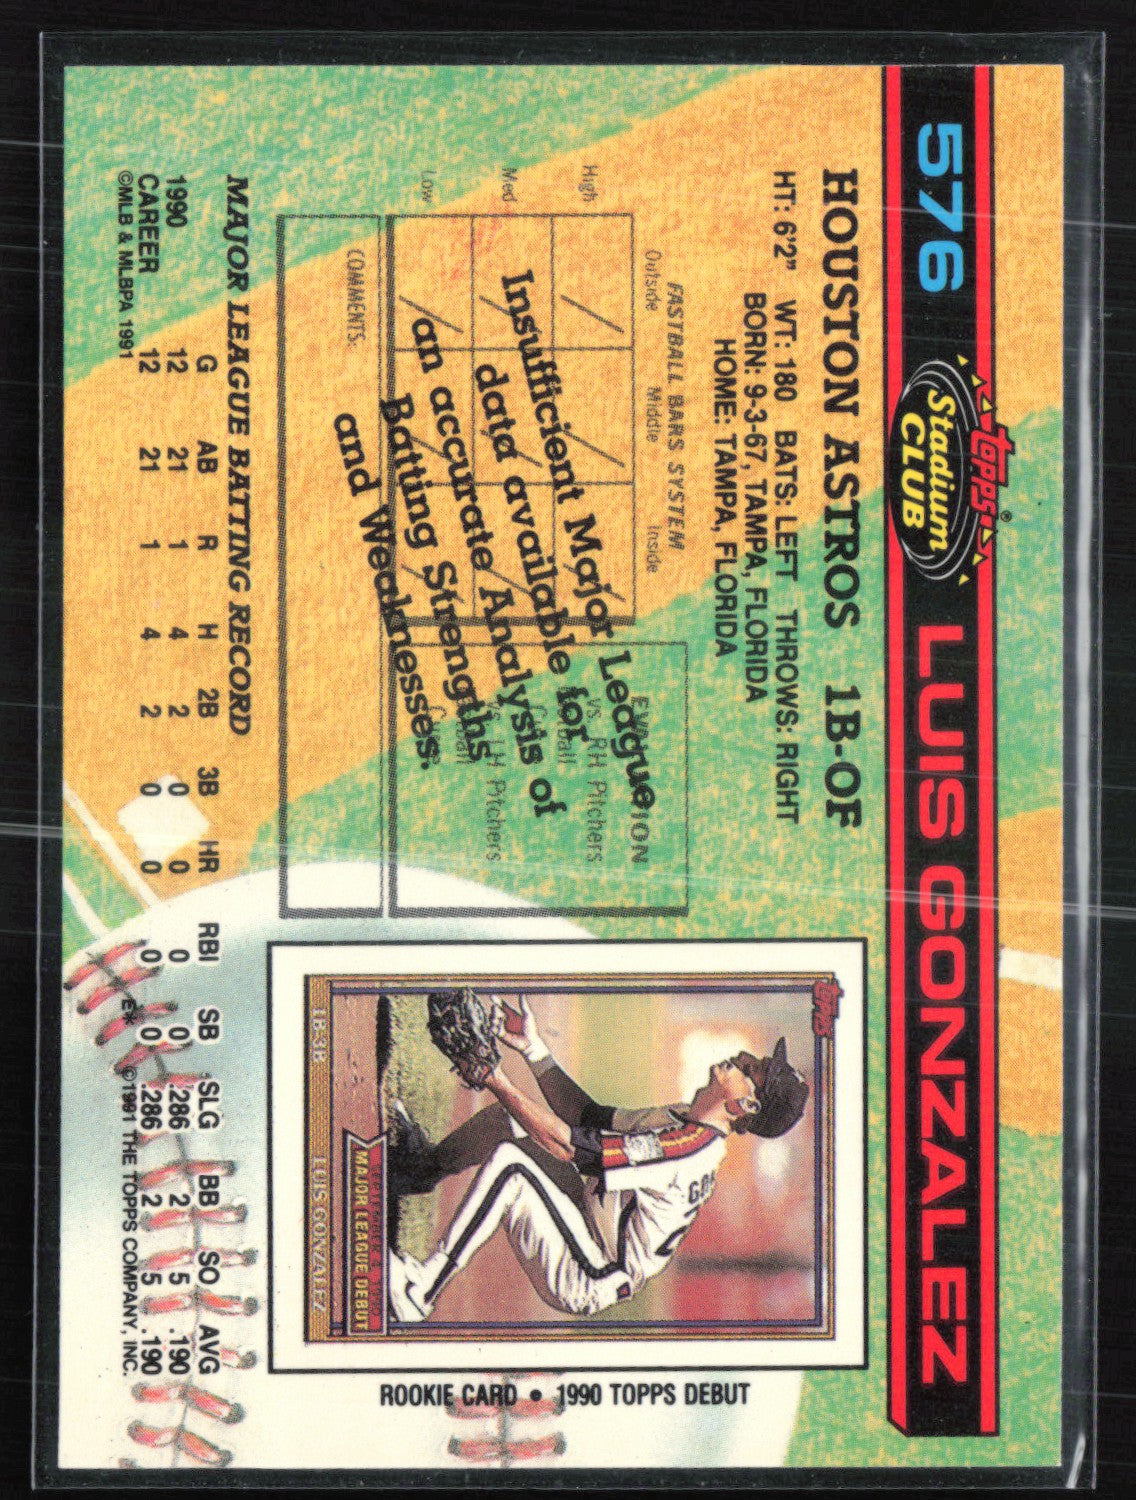 576
TOPPS®
Stadium
CLUB
LUIS GONZALEZ
HOUSTON ASTROS 1B-OF
HT: 6'2" WT: 180 BATS: LEFT THROWS: RIGHT
BORN: 9-3-67, TAMPA, FLORIDA
HOME: TAMPA, FLORIDA
FASTBALL BARS SYSTEM
Outside Middle Inside
High
Med
Low
vs. RH Pitchers
vs. LH Pitchers
COMMENTS:
Insufficient Major League
data available for
an accurate Analysis of
Batting Strengths
and Weaknesses.
TOPPS
1B-3B
LUIS GONZALEZ
MAJOR LEAGUE DEBUT
ROOKIE CARD • 1990 TOPPS DEBUT
MAJOR LEAGUE BATTING RECORD
G AB R H 2B 3B HR RBI SB SLG BB SO AVG
1990 12 21 1 4 2 0 0 0 0 .286 2 5 .190
CAREER 12 21 1 4 2 0 0 0 0 .286 2 5 .190
©MLB & MLBPA 1991 E* ©1991 THE TOPPS COMPANY, INC.